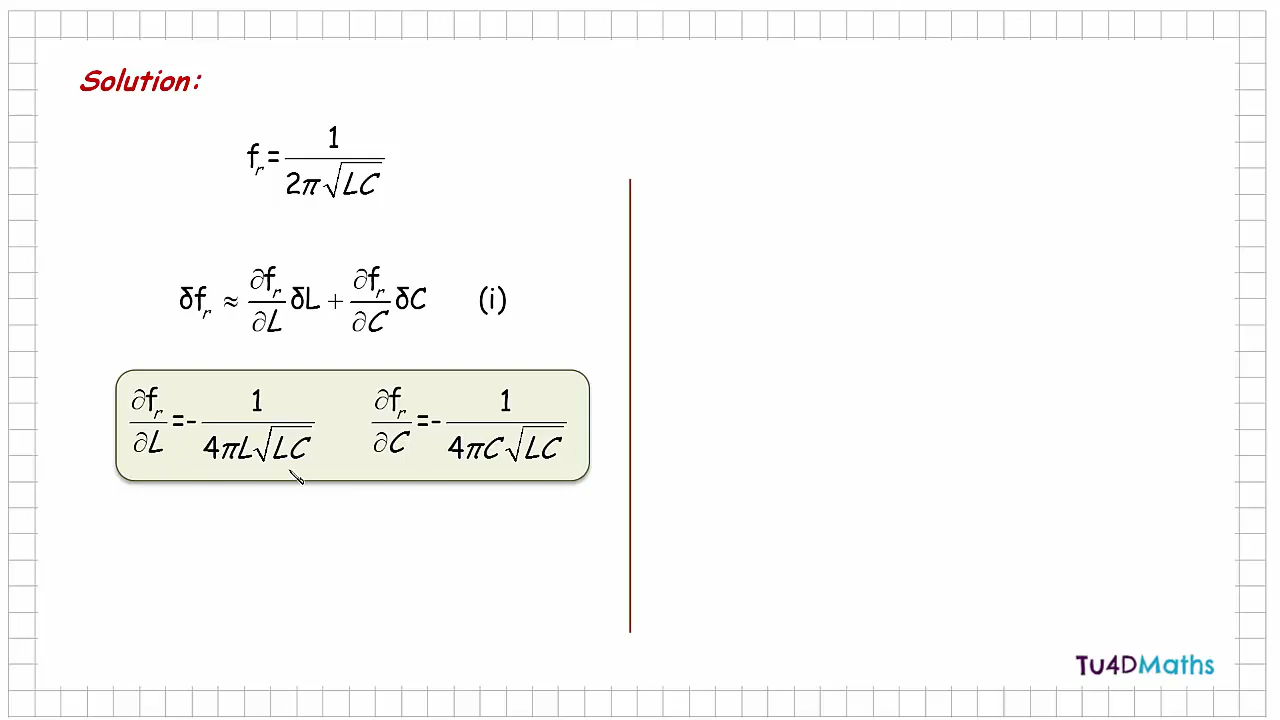 Solution:
f_r = 1 / 2π√LC
δf_r ≈ ∂f_r/∂L δL + ∂f_r/∂C δC (i)
∂f_r/∂L = - 1 / 4πL√LC ∂f_r/∂C = - 1 / 4πC√LC
Tu4DMaths